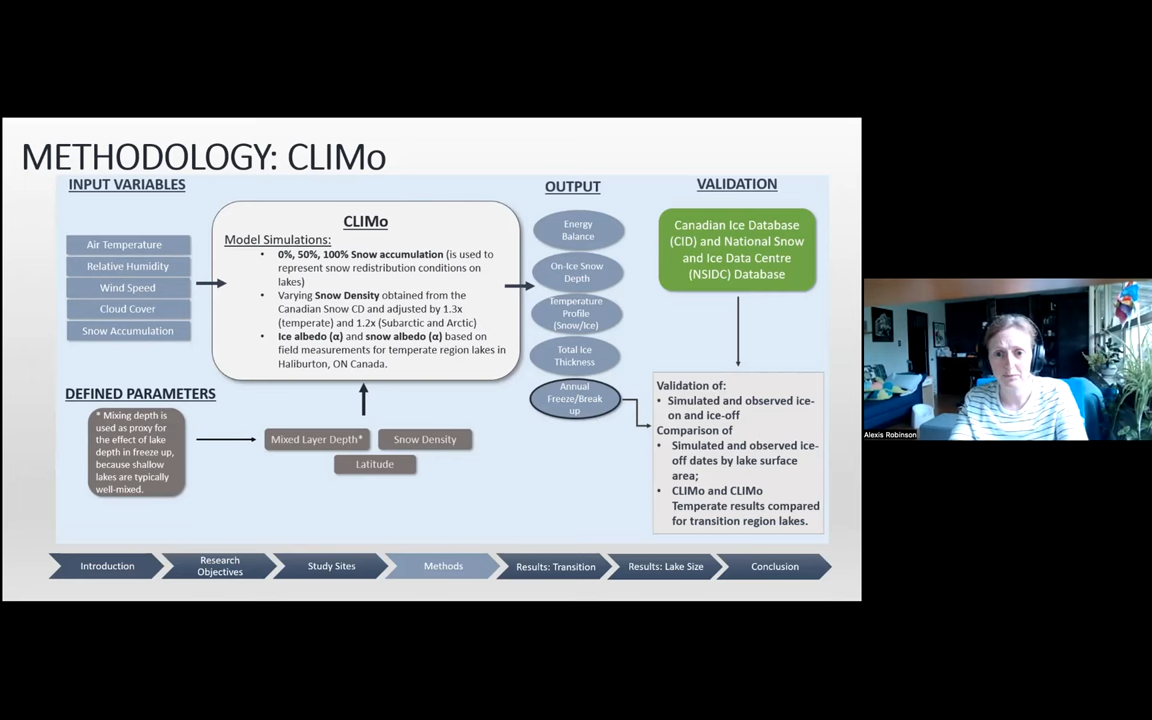 METHODOLOGY: CLIMo
INPUT VARIABLES
Air Temperature
Relative Humidity
Wind Speed
Cloud Cover
Snow Accumulation
CLIMo
Model Simulations:
• 0%, 50%, 100% Snow accumulation (is used to
represent snow redistribution conditions on
lakes)
• Varying Snow Density obtained from the
Canadian Snow CD and adjusted by 1.3x
(temperate) and 1.2x (Subarctic and Arctic)
• Ice albedo (α) and snow albedo (α) based on
field measurements for temperate region lakes in
Haliburton, ON Canada.
DEFINED PARAMETERS
* Mixing depth is
used as proxy for
the effect of lake
depth in freeze up,
because shallow
lakes are typically
well-mixed.
Mixed Layer Depth*
Snow Density
Latitude
OUTPUT
Energy
Balance
On-Ice Snow
Depth
Temperature
Profile
(Snow/Ice)
Total Ice
Thickness
Annual
Freeze/Break
up
VALIDATION
Canadian Ice Database
(CID) and National Snow
and Ice Data Centre
(NSIDC) Database
Validation of:
• Simulated and observed ice-
on and ice-off
Comparison of
• Simulated and observed ice-
off dates by lake surface
area;
• CLIMo and CLIMo
Temperate results compared
for transition region lakes.
Introduction
Research
Objectives
Study Sites
Methods
Results: Transition
Results: Lake Size
Conclusion
Alexis Robinson